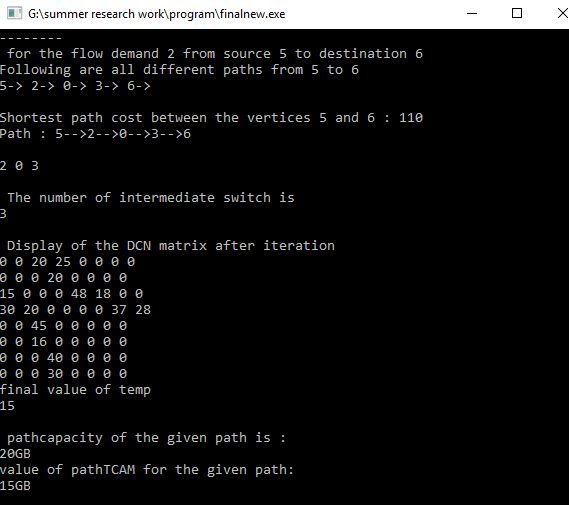 G:\summer research work\program\finalnew.exe
--------
for the flow demand 2 from source 5 to destination 6
Following are all different paths from 5 to 6
5-> 2-> 0-> 3-> 6->
Shortest path cost between the vertices 5 and 6 : 110
Path : 5-->2-->0-->3-->6
2 0 3
The number of intermediate switch is
3
Display of the DCN matrix after iteration
0 0 20 25 0 0 0 0
0 0 0 20 0 0 0 0
15 0 0 0 48 18 0 0
30 20 0 0 0 0 37 28
0 0 45 0 0 0 0 0
0 0 16 0 0 0 0 0
0 0 0 40 0 0 0 0
0 0 0 30 0 0 0 0
final value of temp
15
pathcapacity of the given path is :
20GB
value of pathTCAM for the given path:
15GB